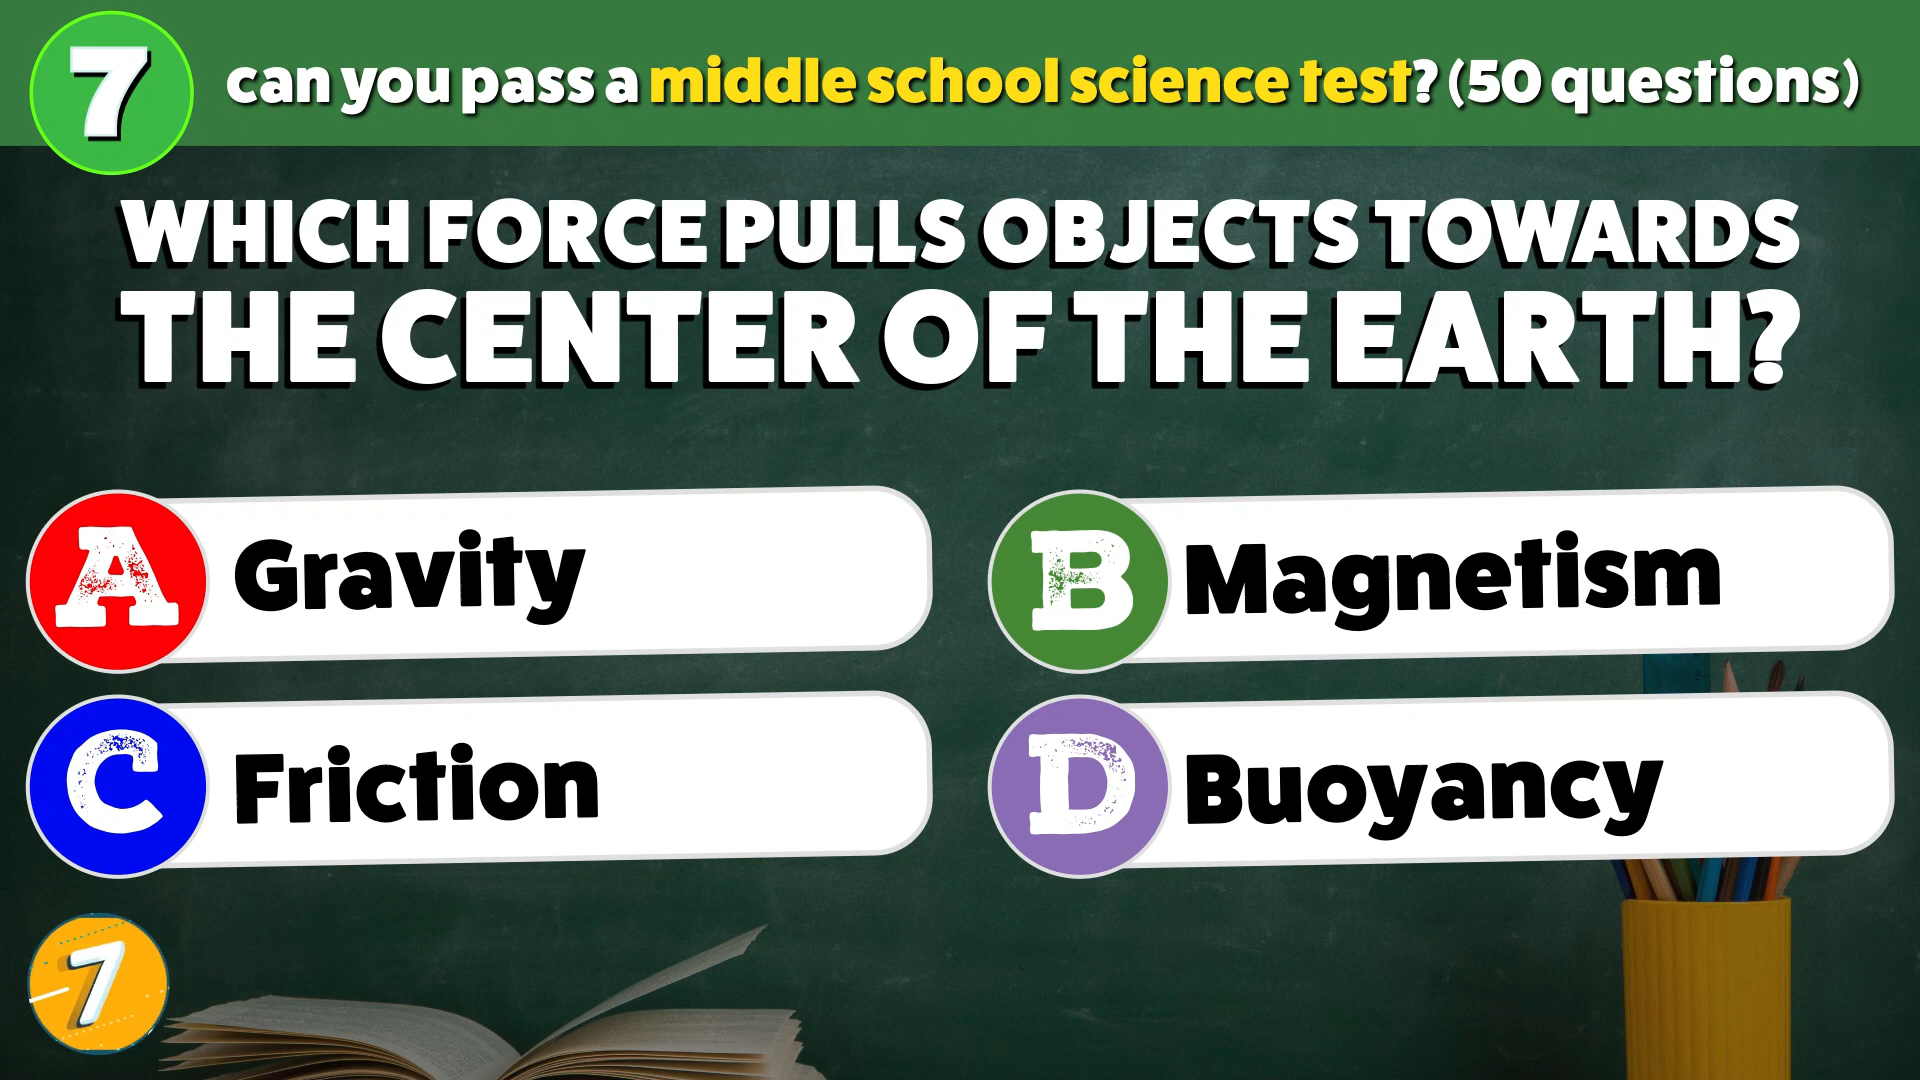 7
can you pass a middle school science test? (50 questions)
WHICH FORCE PULLS OBJECTS TOWARDS
THE CENTER OF THE EARTH?
A Gravity
B Magnetism
C Friction
D Buoyancy
7